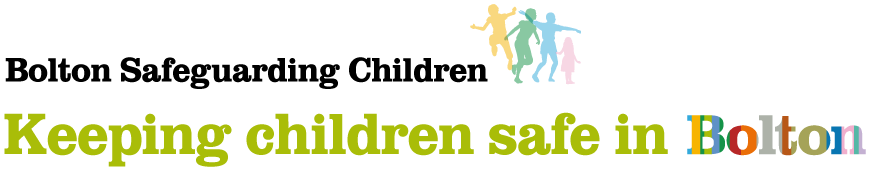 Bolton Safeguarding Children
Keeping children safe in Bolton